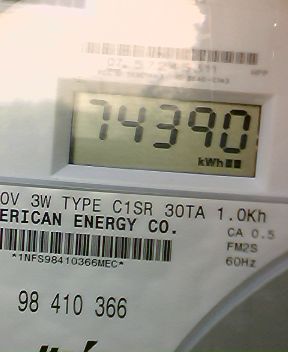 74390
kWh
0V 3W TYPE C1SR 30TA 1.0Kh
ERICAN ENERGY CO.
CA 0.5
FM2S
*1NFS98410366MEC*
60Hz
98 410 366